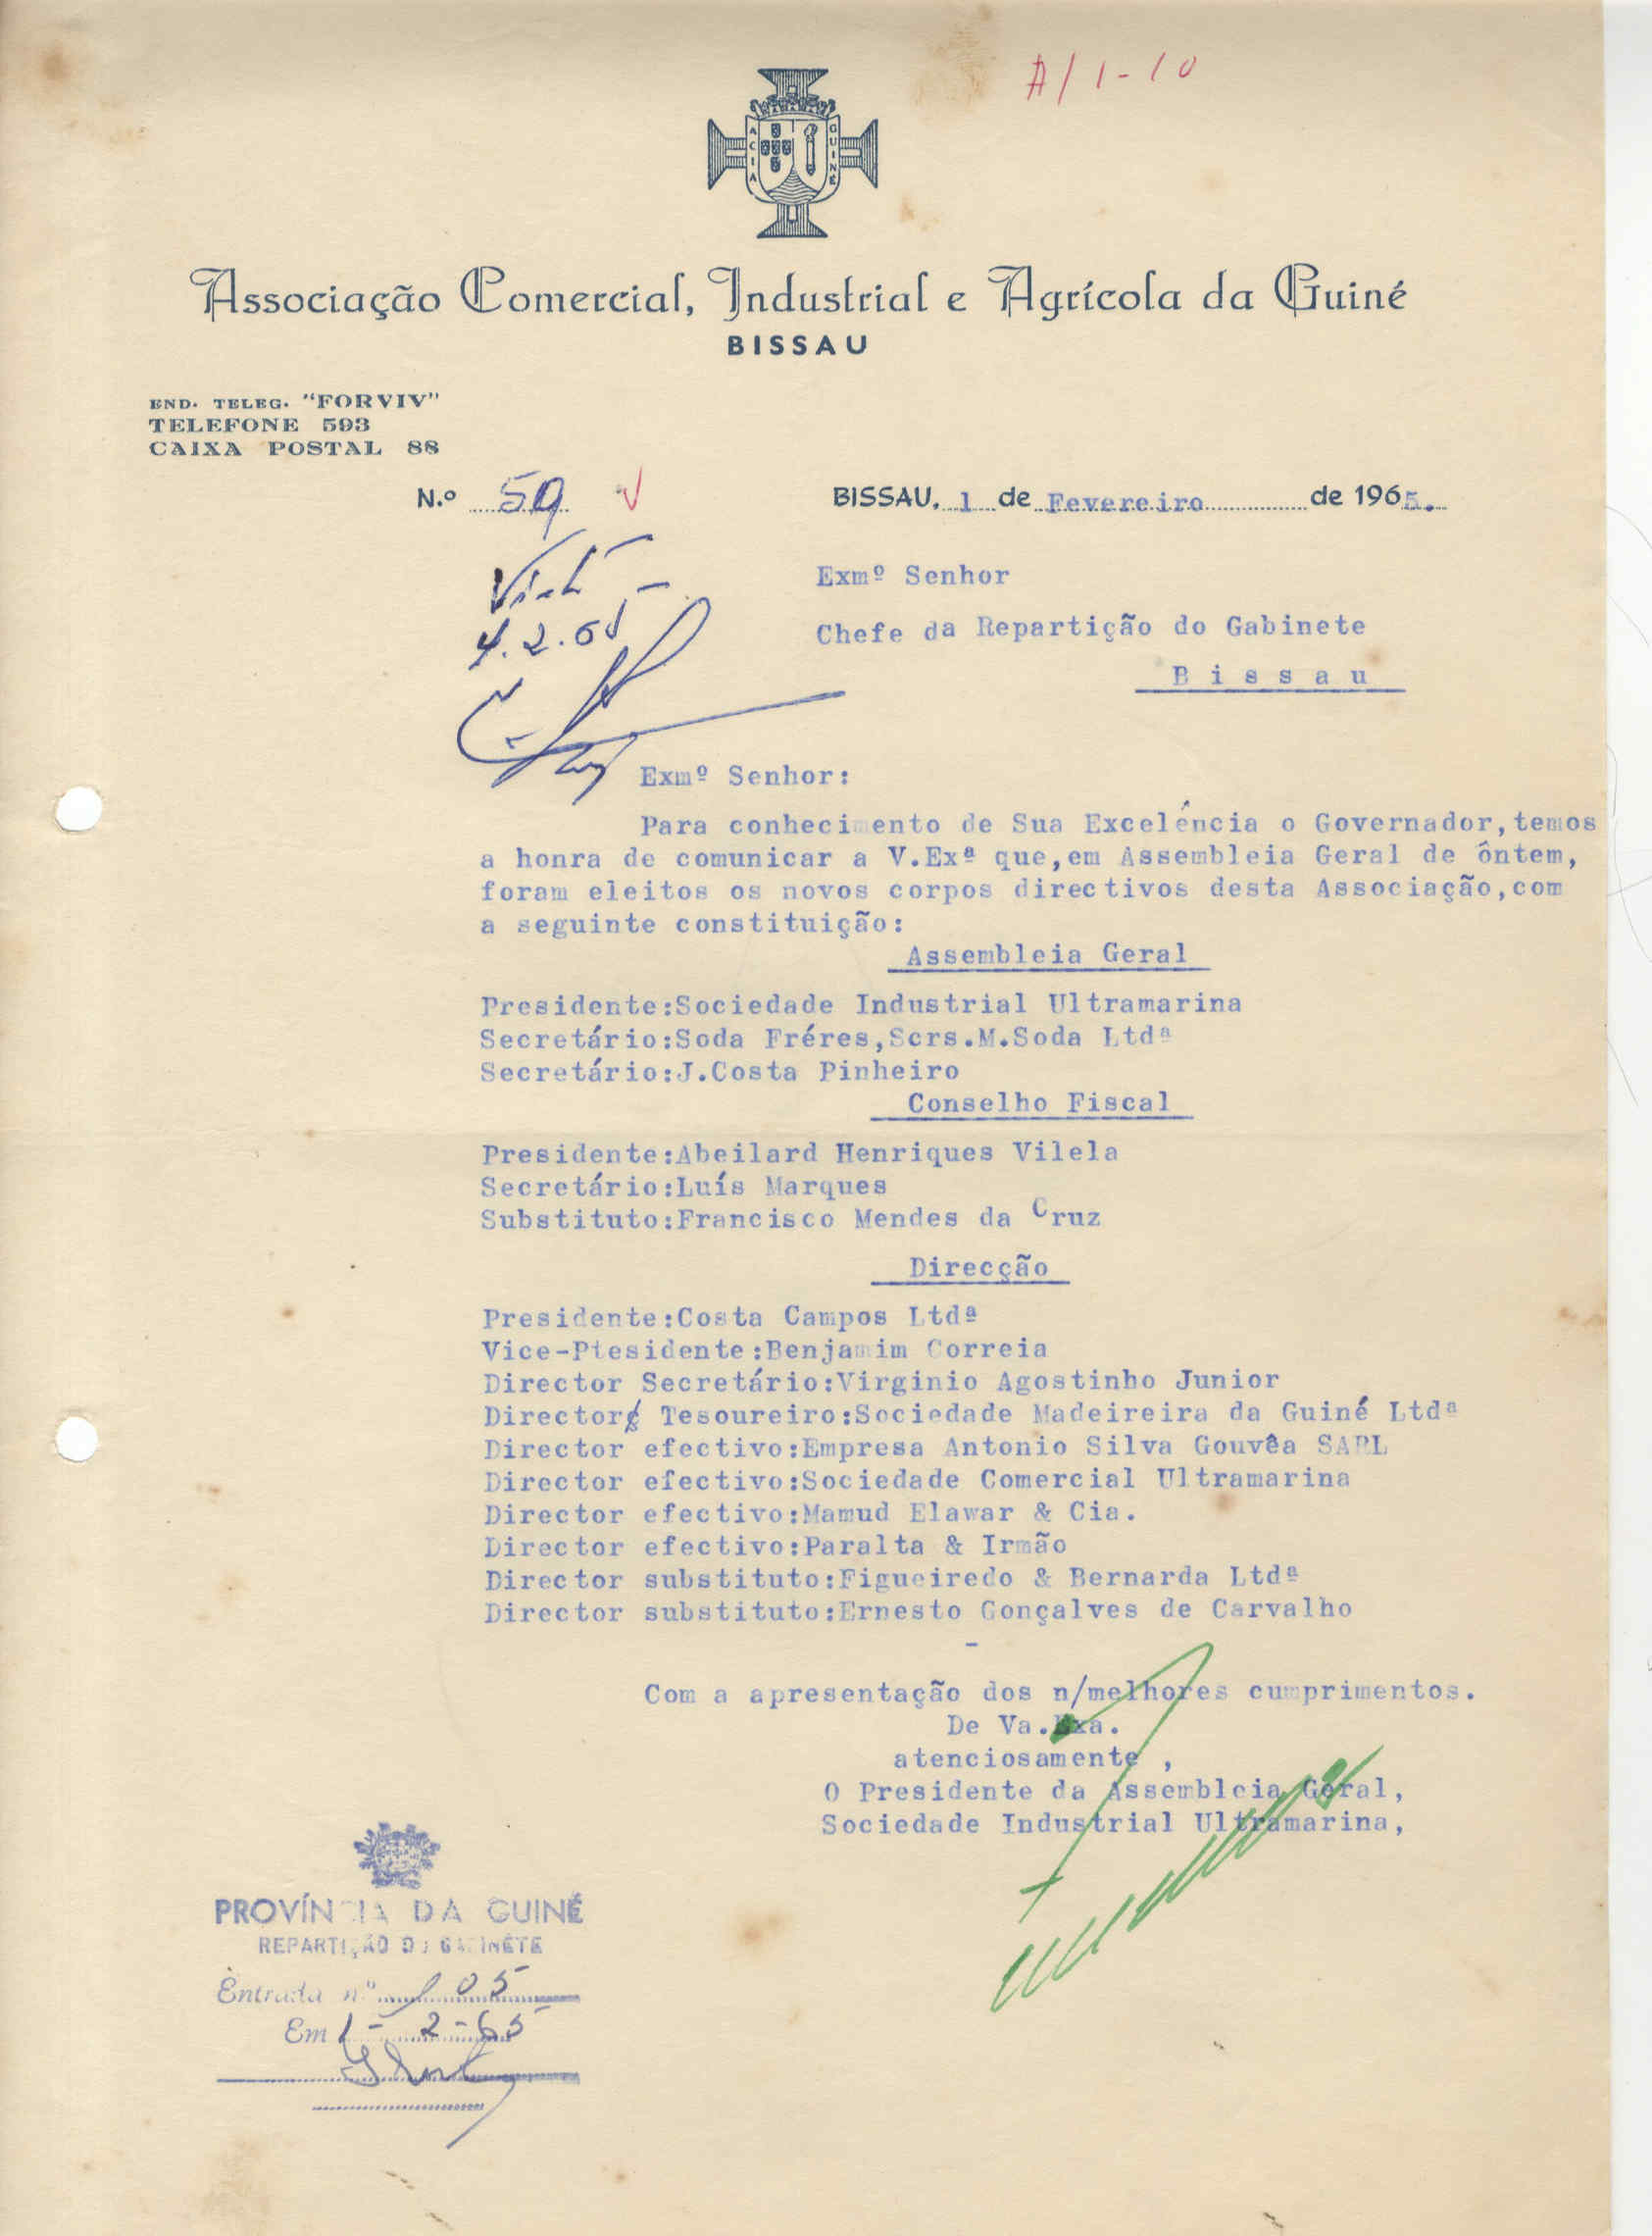 A/1-10
ACIA GUINÉ
Associação Comercial, Industrial e Agrícola da Guiné
BISSAU
END. TELEG. "FORVIV"
TELEFONE 593
CAIXA POSTAL 88
N.º 59 BISSAU, 1 de Fevereiro de 1965.
Visto
4.2.65
Exmº Senhor
Chefe da Repartição do Gabinete
B i s s a u
Exmº Senhor:
Para conhecimento de Sua Excelência o Governador,temos
a honra de comunicar a V.Exª que,em Assembleia Geral de ôntem,
foram eleitos os novos corpos directivos desta Associação,com
a seguinte constituição:
Assembleia Geral
Presidente:Sociedade Industrial Ultramarina
Secretário:Soda Fréres,Scrs.M.Soda Ltdª
Secretário:J.Costa Pinheiro
Conselho Fiscal
Presidente:Abeilard Henriques Vilela
Secretário:Luís Marques
Substituto:Francisco Mendes da Cruz
Direcção
Presidente:Costa Campos Ltdª
Vice-Ptesidente:Benjamim Correia
Director Secretário:Virginio Agostinho Junior
Director Tesoureiro:Sociedade Madeireira da Guiné Ltdª
Director efectivo:Empresa Antonio Silva Gouvêa SARL
Director efectivo:Sociedade Comercial Ultramarina
Director efectivo:Mamud Elawar & Cia.
Director efectivo:Paralta & Irmão
Director substituto:Figueiredo & Bernarda Ltdª
Director substituto:Ernesto Gonçalves de Carvalho
-
Com a apresentação dos n/melhores cumprimentos.
De Va.Exa.
atenciosamente ,
O Presidente da Assembleia Geral,
Sociedade Industrial Ultramarina,
PROVÍNCIA DA GUINÉ
REPARTIÇÃO DO GABINETE
Entrada nº 105
Em 1-2-65